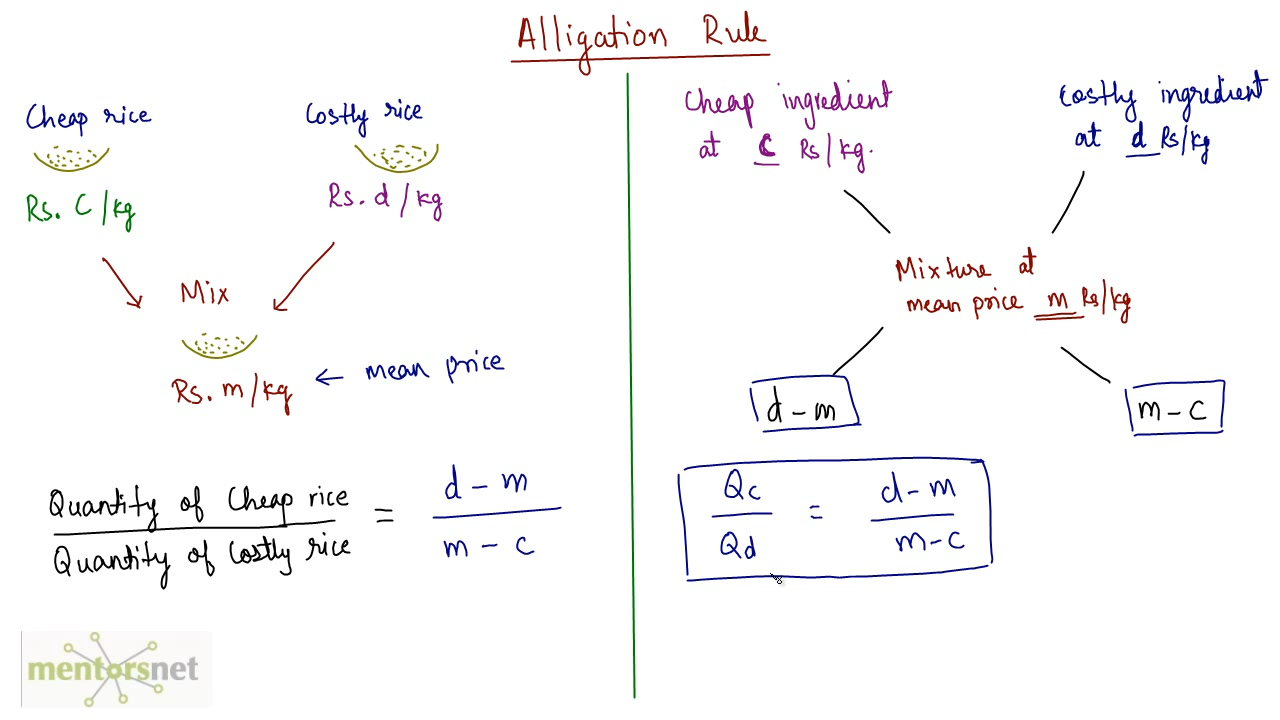 Alligation Rule
Cheap rice
Costly rice
Rs. C/kg
Rs. d/kg
Mix
Rs. m/kg ← mean price
Quantity of Cheap rice = d - m
Quantity of Costly rice m - c
mentorsnet
Cheap ingredient
at C Rs/kg.
Costly ingredient
at d Rs/kg
Mixture at
mean price m Rs/kg
d - m
m - c
Qc = d - m
Qd m - c